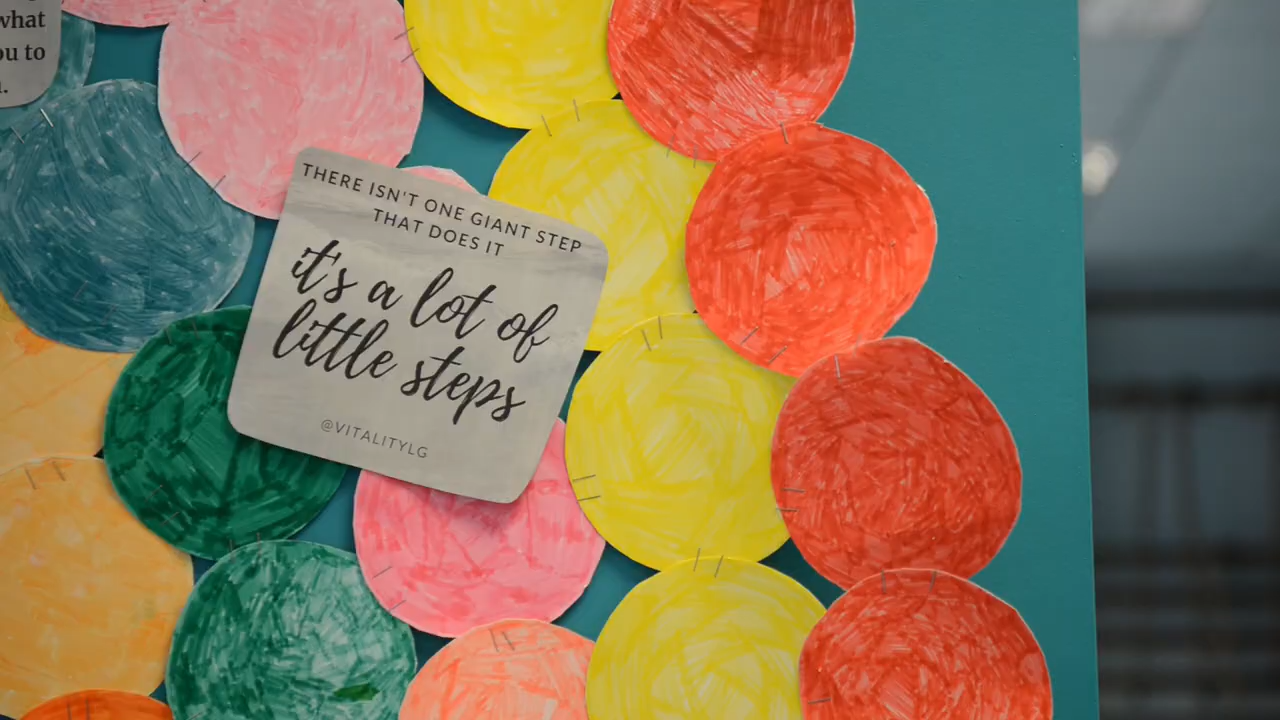 what
ou to
THERE ISN'T ONE GIANT STEP
THAT DOES IT
it's a lot of
little steps
@VITALITYLG